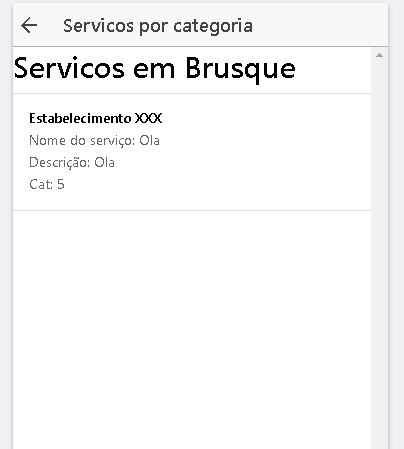 Servicos por categoria
Servicos em Brusque
Estabelecimento XXX
Nome do serviço: Ola
Descrição: Ola
Cat: 5